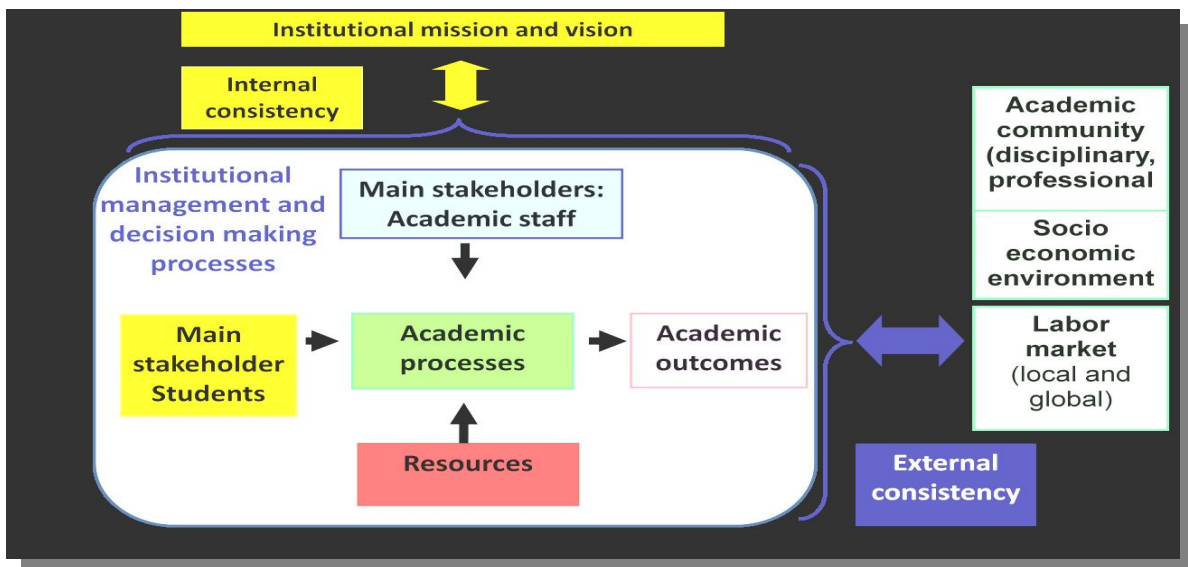 Institutional mission and vision
Internal
consistency
Institutional
management and
decision making
processes
Main stakeholders:
Academic staff
Main
stakeholder
Students
Academic
processes
Academic
outcomes
Resources
Academic
community
(disciplinary,
professional
Socio
economic
environment
Labor
market
(local and
global)
External
consistency